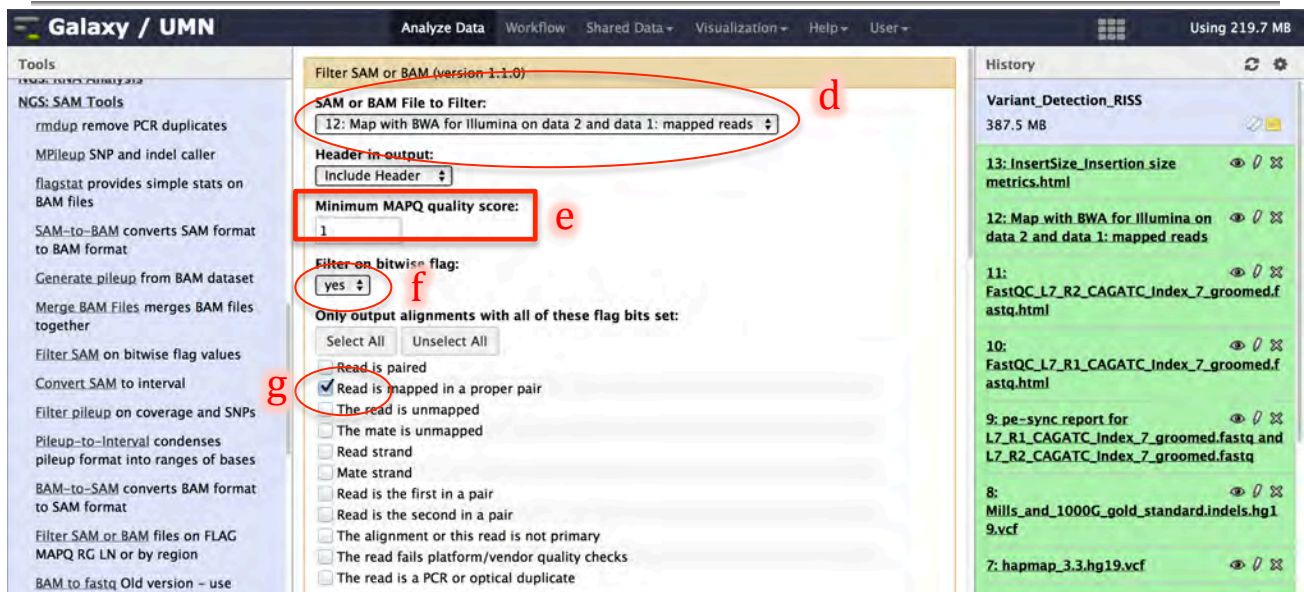 Galaxy / UMN
Analyze Data Workflow Shared Data Visualization Help User
Using 219.7 MB
Tools
NGS: RNA Analysis
NGS: SAM Tools
rmdup remove PCR duplicates
MPileup SNP and indel caller
flagstat provides simple stats on
BAM files
SAM-to-BAM converts SAM format
to BAM format
Generate pileup from BAM dataset
Merge BAM Files merges BAM files
together
Filter SAM on bitwise flag values
Convert SAM to interval
Filter pileup on coverage and SNPs
Pileup-to-Interval condenses
pileup format into ranges of bases
BAM-to-SAM converts BAM format
to SAM format
Filter SAM or BAM files on FLAG
MAPQ RG LN or by region
BAM to fastq Old version - use
Filter SAM or BAM (version 1.1.0)
SAM or BAM File to Filter:
d
12: Map with BWA for Illumina on data 2 and data 1: mapped reads
Header in output:
Include Header
Minimum MAPQ quality score:
e
1
Filter on bitwise flag:
yes
f
Only output alignments with all of these flag bits set:
Select All Unselect All
Read is paired
g
Read is mapped in a proper pair
The read is unmapped
The mate is unmapped
Read strand
Mate strand
Read is the first in a pair
Read is the second in a pair
The alignment or this read is not primary
The read fails platform/vendor quality checks
The read is a PCR or optical duplicate
History
Variant_Detection_RISS
387.5 MB
13: InsertSize_Insertion size
metrics.html
12: Map with BWA for Illumina on
data 2 and data 1: mapped reads
11:
FastQC_L7_R2_CAGATC_Index_7_groomed.f
astq.html
10:
FastQC_L7_R1_CAGATC_Index_7_groomed.f
astq.html
9: pe-sync report for
L7_R1_CAGATC_Index_7_groomed.fastq and
L7_R2_CAGATC_Index_7_groomed.fastq
8:
Mills_and_1000G_gold_standard.indels.hg1
9.vcf
7: hapmap_3.3.hg19.vcf